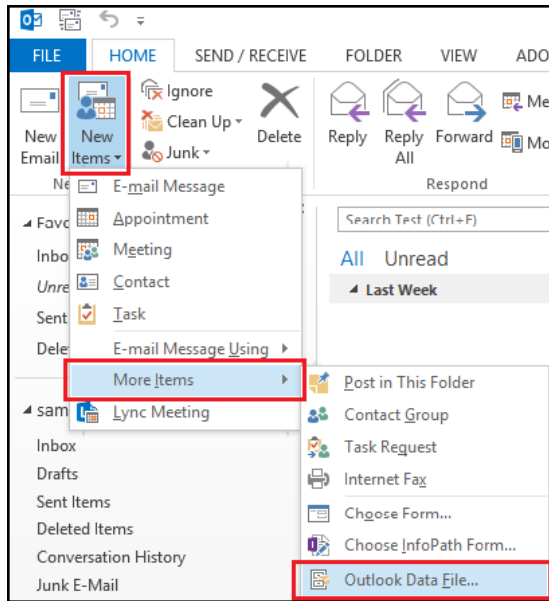 FILE HOME SEND / RECEIVE FOLDER VIEW ADO
New Email
New Items
Ignore
Clean Up
Junk
Delete
Reply
Reply All
Forward
Me
Mo
Ne
Respond
E-mail Message
Appointment
Meeting
Contact
Task
E-mail Message Using
More Items
Lync Meeting
Post in This Folder
Contact Group
Task Request
Internet Fax
Choose Form...
Choose InfoPath Form...
Outlook Data File...
Favo
Inbo
Unre
Sent
Dele
sam
Inbox
Drafts
Sent Items
Deleted Items
Conversation History
Junk E-Mail
Search Test (Ctrl+E)
All Unread
Last Week